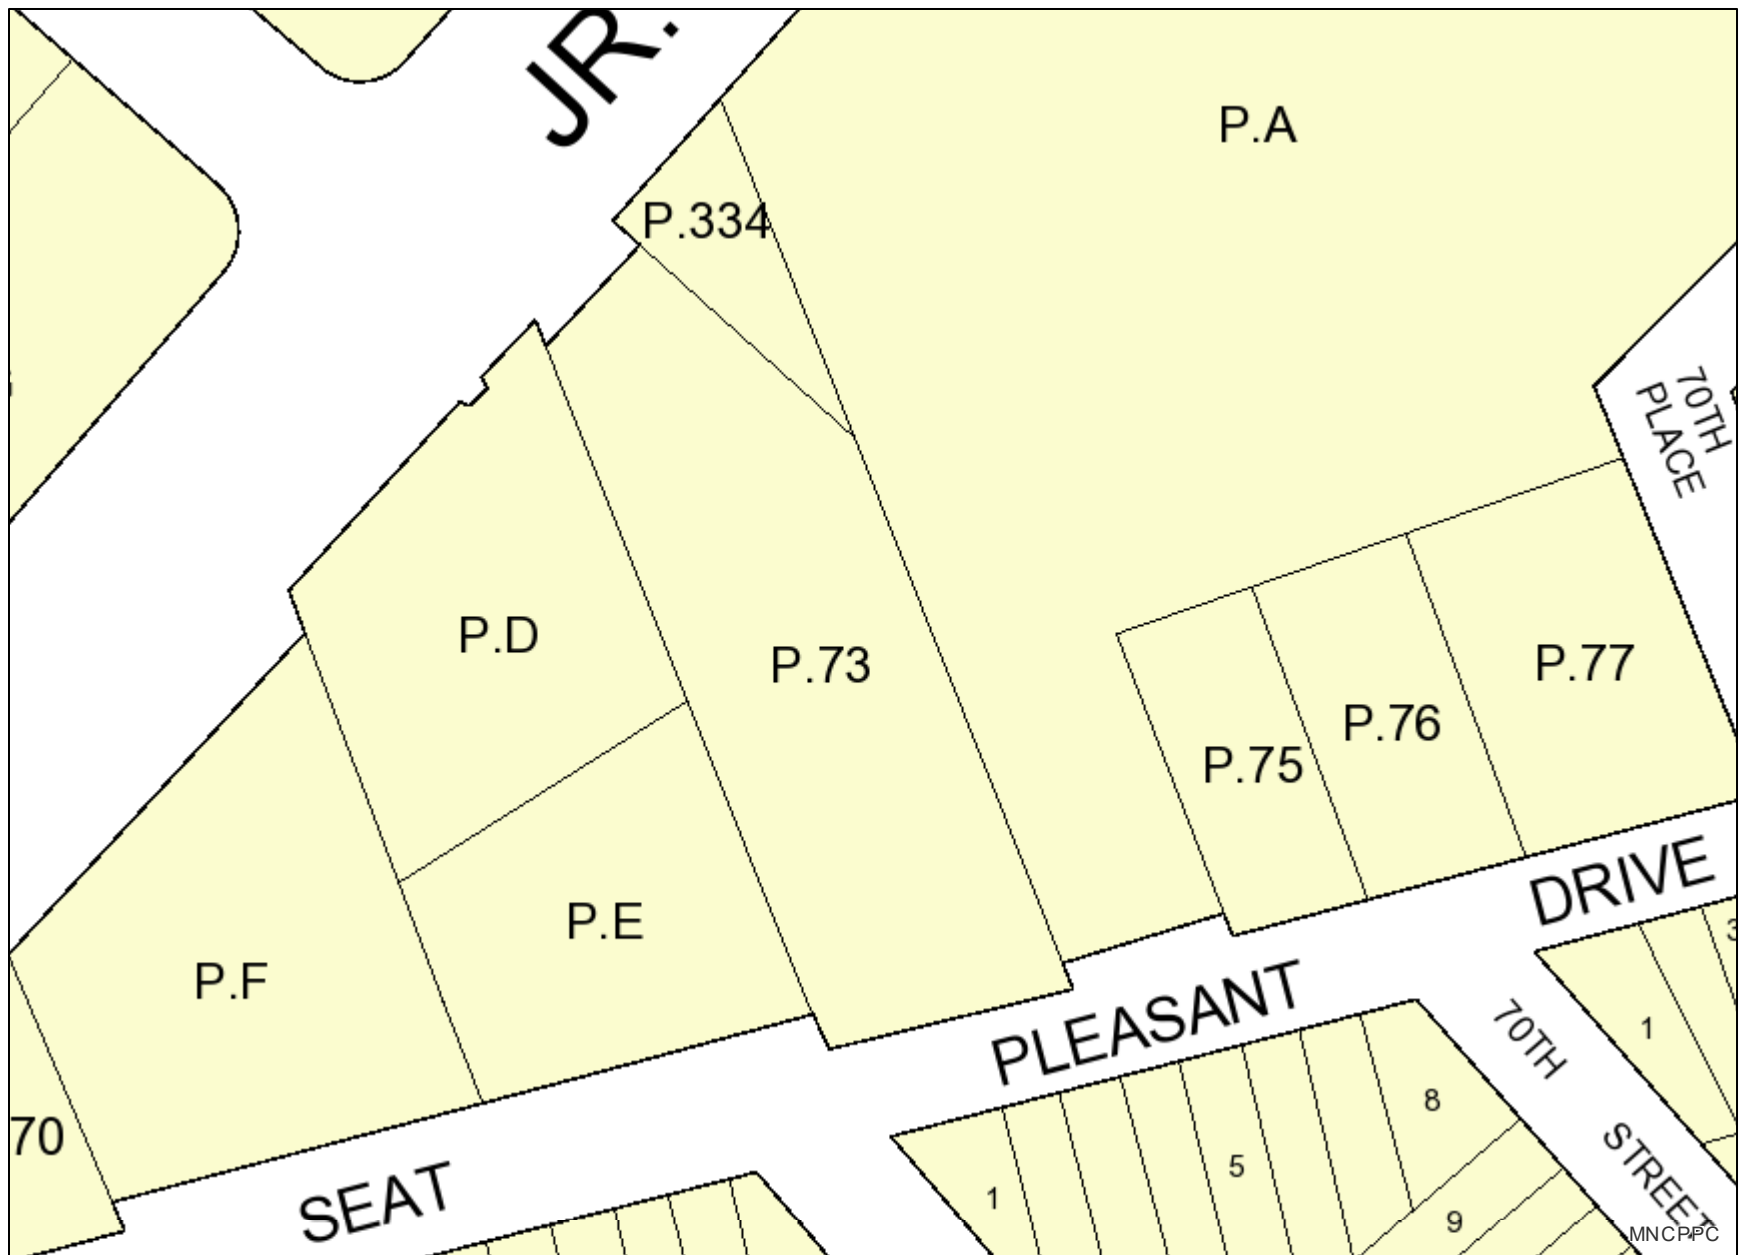 JR.
P.A
P.334
70TH
PLACE
P.D
P.73
P.77
P.76
P.75
DRIVE
P.E
P.F
PLEASANT
70TH
1
3
70
8
5
1
9
STREET
SEAT
MNCPPC